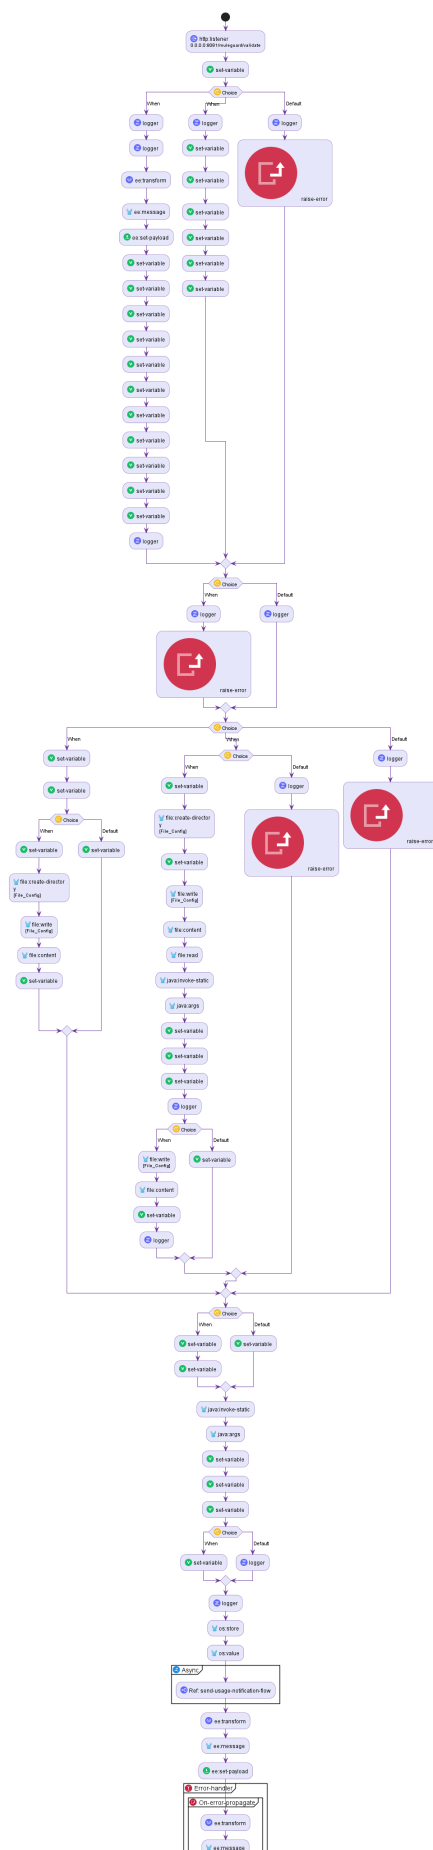 http:listener
0.0.0.0:8081/muleguard/validate
set-variable
Choice
When
When
Default
logger
logger
ee:transform
ee:message
ee:set-payload
set-variable
set-variable
set-variable
set-variable
set-variable
set-variable
set-variable
set-variable
set-variable
set-variable
set-variable
logger
logger
set-variable
set-variable
set-variable
set-variable
set-variable
set-variable
logger
raise-error
Choice
When
Default
logger
raise-error
logger
Choice
When
When
Default
set-variable
set-variable
Choice
When
Default
set-variable
file:create-director
y
(File_Config)
file:write
(File_Config)
file:content
set-variable
set-variable
Choice
When
Default
set-variable
file:create-director
y
(File_Config)
set-variable
file:write
(File_Config)
file:content
file:read
java:invoke-static
java:args
set-variable
set-variable
set-variable
logger
Choice
When
Default
file:write
(File_Config)
file:content
set-variable
logger
set-variable
logger
raise-error
logger
raise-error
Choice
When
Default
set-variable
set-variable
set-variable
java:invoke-static
java:args
set-variable
set-variable
set-variable
Choice
When
Default
set-variable
logger
logger
os:store
os:value
Async
Ref: send-usage-notification-flow
ee:transform
ee:message
ee:set-payload
Error-handler
On-error-propagate
ee:transform
ee:message